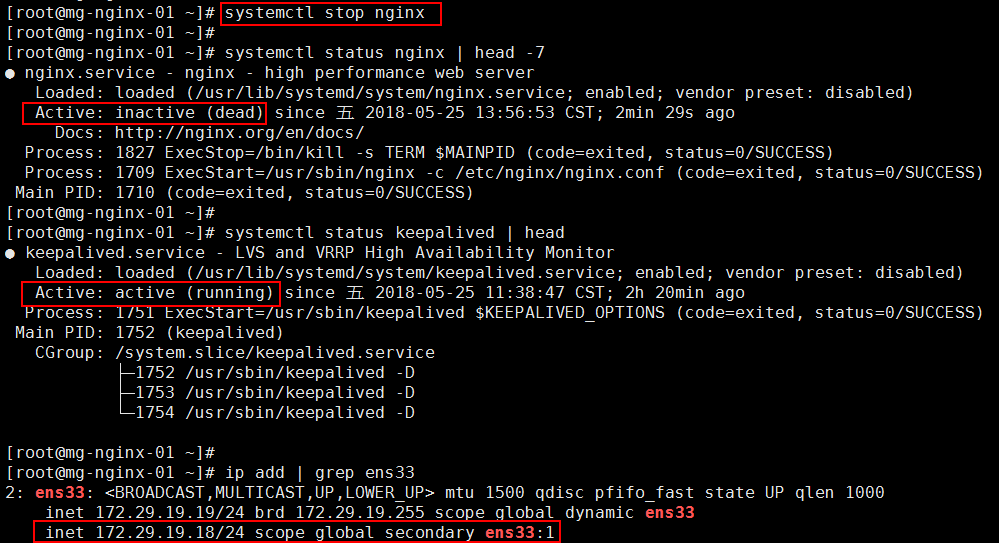 [root@mg-nginx-01 ~]# systemctl stop nginx
[root@mg-nginx-01 ~]#
[root@mg-nginx-01 ~]# systemctl status nginx | head -7
● nginx.service - nginx - high performance web server
   Loaded: loaded (/usr/lib/systemd/system/nginx.service; enabled; vendor preset: disabled)
   Active: inactive (dead) since 五 2018-05-25 13:56:53 CST; 2min 29s ago
     Docs: http://nginx.org/en/docs/
  Process: 1827 ExecStop=/bin/kill -s TERM $MAINPID (code=exited, status=0/SUCCESS)
  Process: 1709 ExecStart=/usr/sbin/nginx -c /etc/nginx/nginx.conf (code=exited, status=0/SUCCESS)
 Main PID: 1710 (code=exited, status=0/SUCCESS)
[root@mg-nginx-01 ~]#
[root@mg-nginx-01 ~]# systemctl status keepalived | head
● keepalived.service - LVS and VRRP High Availability Monitor
   Loaded: loaded (/usr/lib/systemd/system/keepalived.service; enabled; vendor preset: disabled)
   Active: active (running) since 五 2018-05-25 11:38:47 CST; 2h 20min ago
  Process: 1751 ExecStart=/usr/sbin/keepalived $KEEPALIVED_OPTIONS (code=exited, status=0/SUCCESS)
 Main PID: 1752 (keepalived)
   CGroup: /system.slice/keepalived.service
           ├─1752 /usr/sbin/keepalived -D
           ├─1753 /usr/sbin/keepalived -D
           └─1754 /usr/sbin/keepalived -D
[root@mg-nginx-01 ~]#
[root@mg-nginx-01 ~]# ip add | grep ens33
2: ens33: <BROADCAST,MULTICAST,UP,LOWER_UP> mtu 1500 qdisc pfifo_fast state UP qlen 1000
    inet 172.29.19.19/24 brd 172.29.19.255 scope global dynamic ens33
    inet 172.29.19.18/24 scope global secondary ens33:1